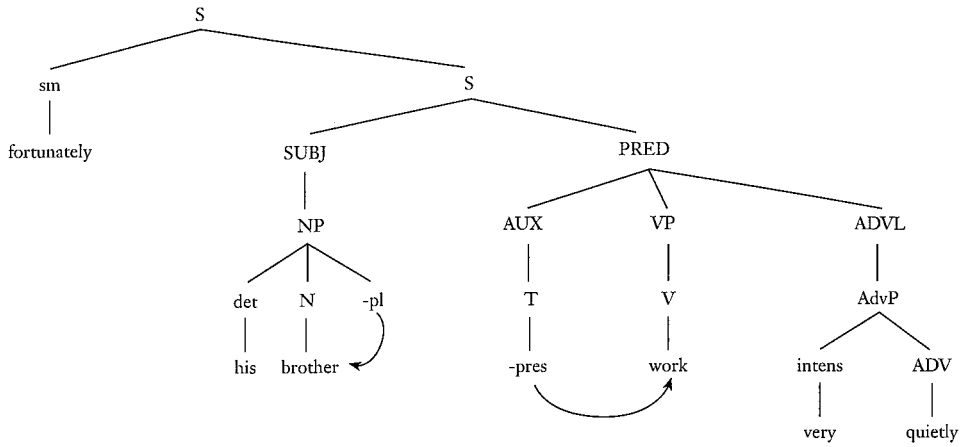 S
sm S
fortunately SUBJ PRED
NP AUX VP ADVL
det N -pl T V AdvP
his brother -pres work intens ADV
very quietly